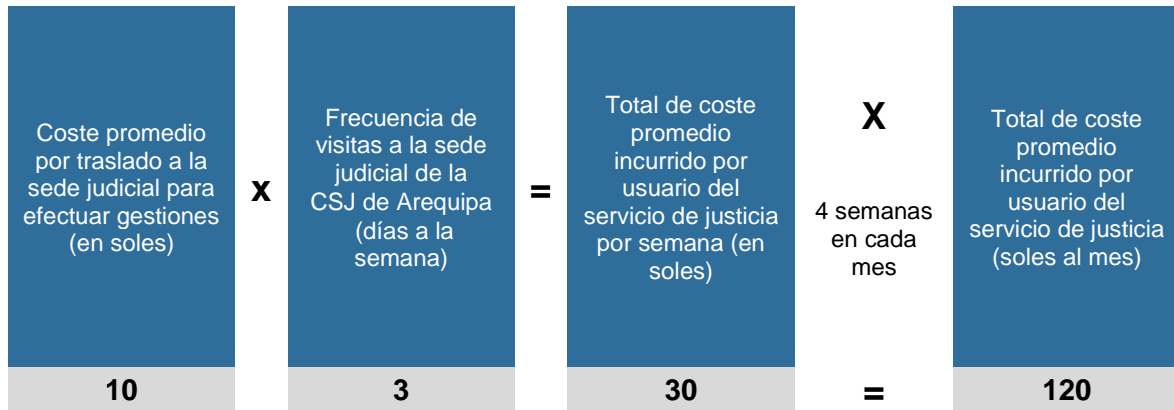 Coste promedio
por traslado a la
sede judicial para
efectuar gestiones
(en soles)
10
x
Frecuencia de
visitas a la sede
judicial de la
CSJ de Arequipa
(días a la
semana)
3
=
Total de coste
promedio
incurrido por
usuario del
servicio de justicia
por semana (en
soles)
30
X
4 semanas
en cada
mes
=
Total de coste
promedio
incurrido por
usuario del
servicio de justicia
(soles al mes)
120